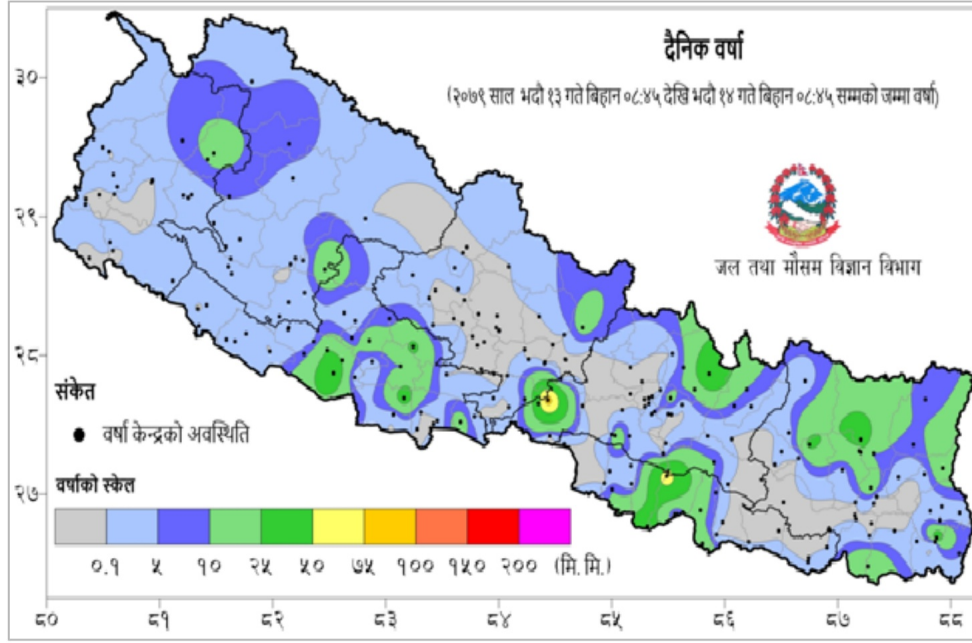 दैनिक वर्षा
(२०७९ साल भदौ १३ गते बिहान ०८:४५ देखि भदौ १४ गते बिहान ०८:४५ सम्मको जम्मा वर्षा)
जल तथा मौसम विज्ञान विभाग
३०
२९
२८
२७
संकेत
वर्षा केन्द्रको अवस्थिति
वर्षाको स्केल
०.१ ५ १० २५ ५० ७५ १०० १५० २०० (मि. मि.)
८० ८१ ८२ ८३ ८४ ८५ ८६ ८७ ८८